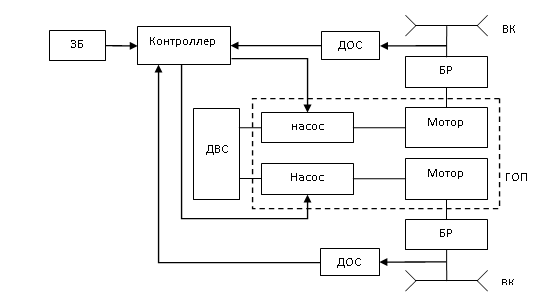 ВК
ЗБ
Контроллер
ДОС
БР
насос
Мотор
ДВС
Насос
Мотор
ГОП
БР
ДОС
ВК